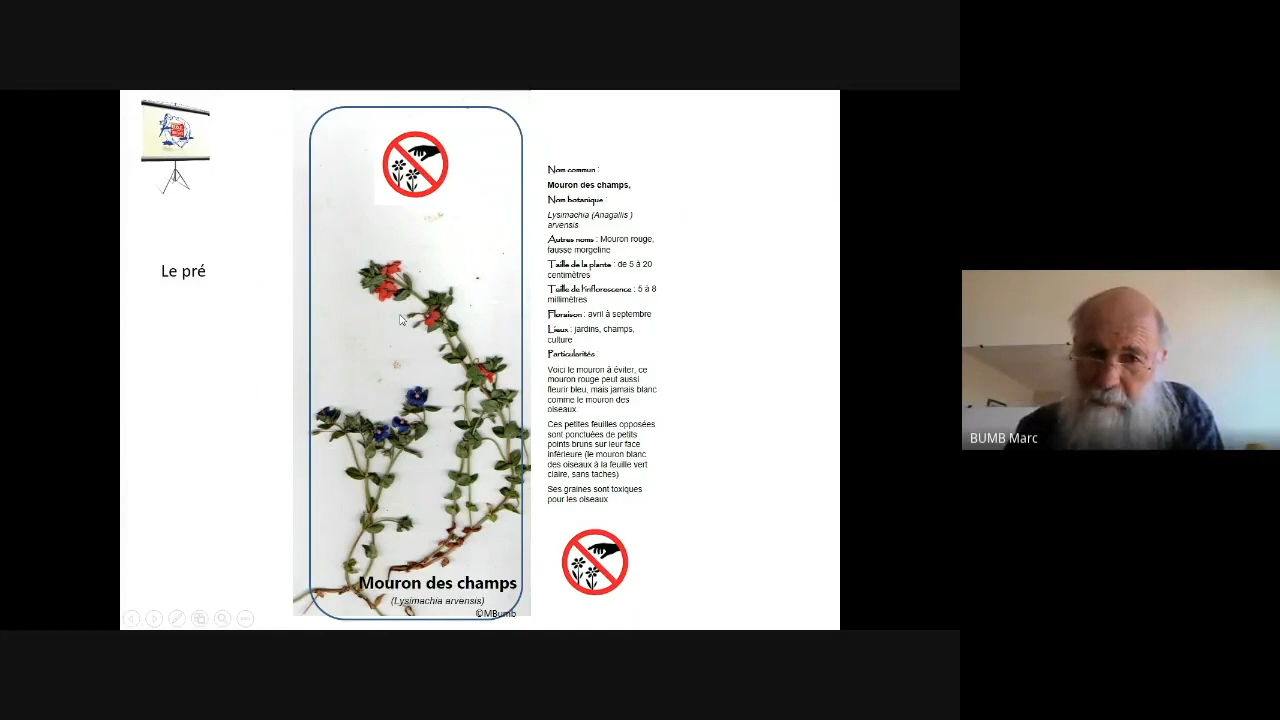 Le pré
Mouron des champs
(Lysimachia arvensis)
©MBumb
Nom commun :
Mouron des champs,
Nom botanique :
Lysimachia (Anagallis )
arvensis
Autres noms : Mouron rouge,
fausse morgeline
Taille de la plante : de 5 à 20
centimètres
Taille de l'inflorescence : 5 à 8
millimètres
Floraison : avril à septembre
Lieux : jardins, champs,
culture
Particularités :
Voici le mouron à éviter, ce
mouron rouge peut aussi
fleurir bleu, mais jamais blanc
comme le mouron des
oiseaux.
Ces petites feuilles opposées
sont ponctuées de petits
points bruns sur leur face
inférieure (le mouron blanc
des oiseaux à la feuille vert
claire, sans taches)
Ses graines sont toxiques
pour les oiseaux
BUMB Marc